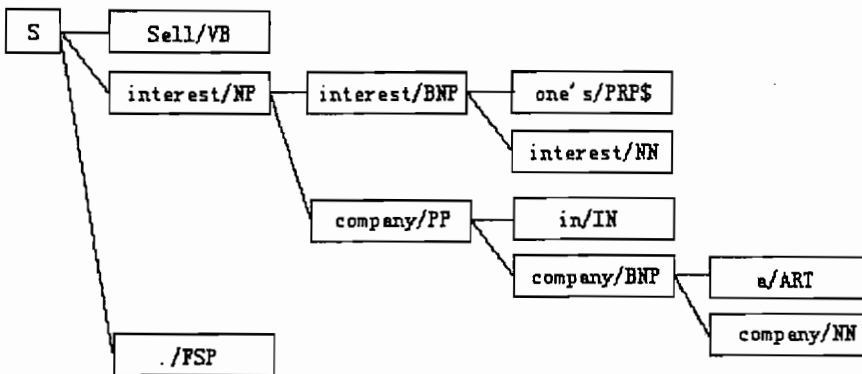 S
Sell/VB
interest/NP
interest/BNP
one's/PRP$
interest/NN
company/PP
in/IN
company/BNP
a/ART
company/NN
./FSP